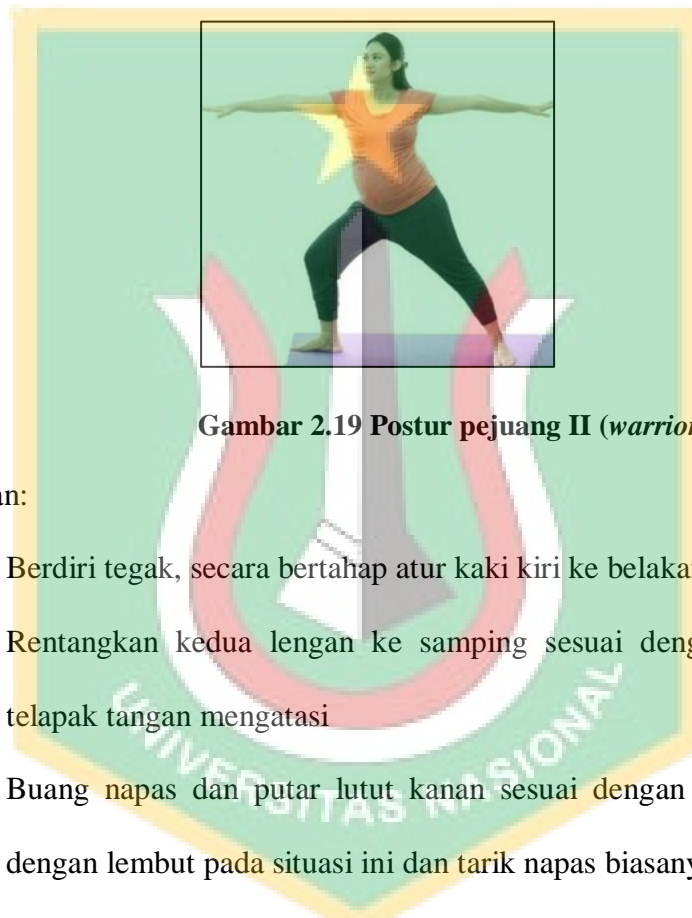 Gambar 2.19 Postur pejuang II (warrior
an:
Berdiri tegak, secara bertahap atur kaki kiri ke belaka
Rentangkan kedua lengan ke samping sesuai deng
telapak tangan mengatasi
Buang napas dan putar lutut kanan sesuai dengan
dengan lembut pada situasi ini dan tarik napas biasany
UNIVERSITAS NASIONAL